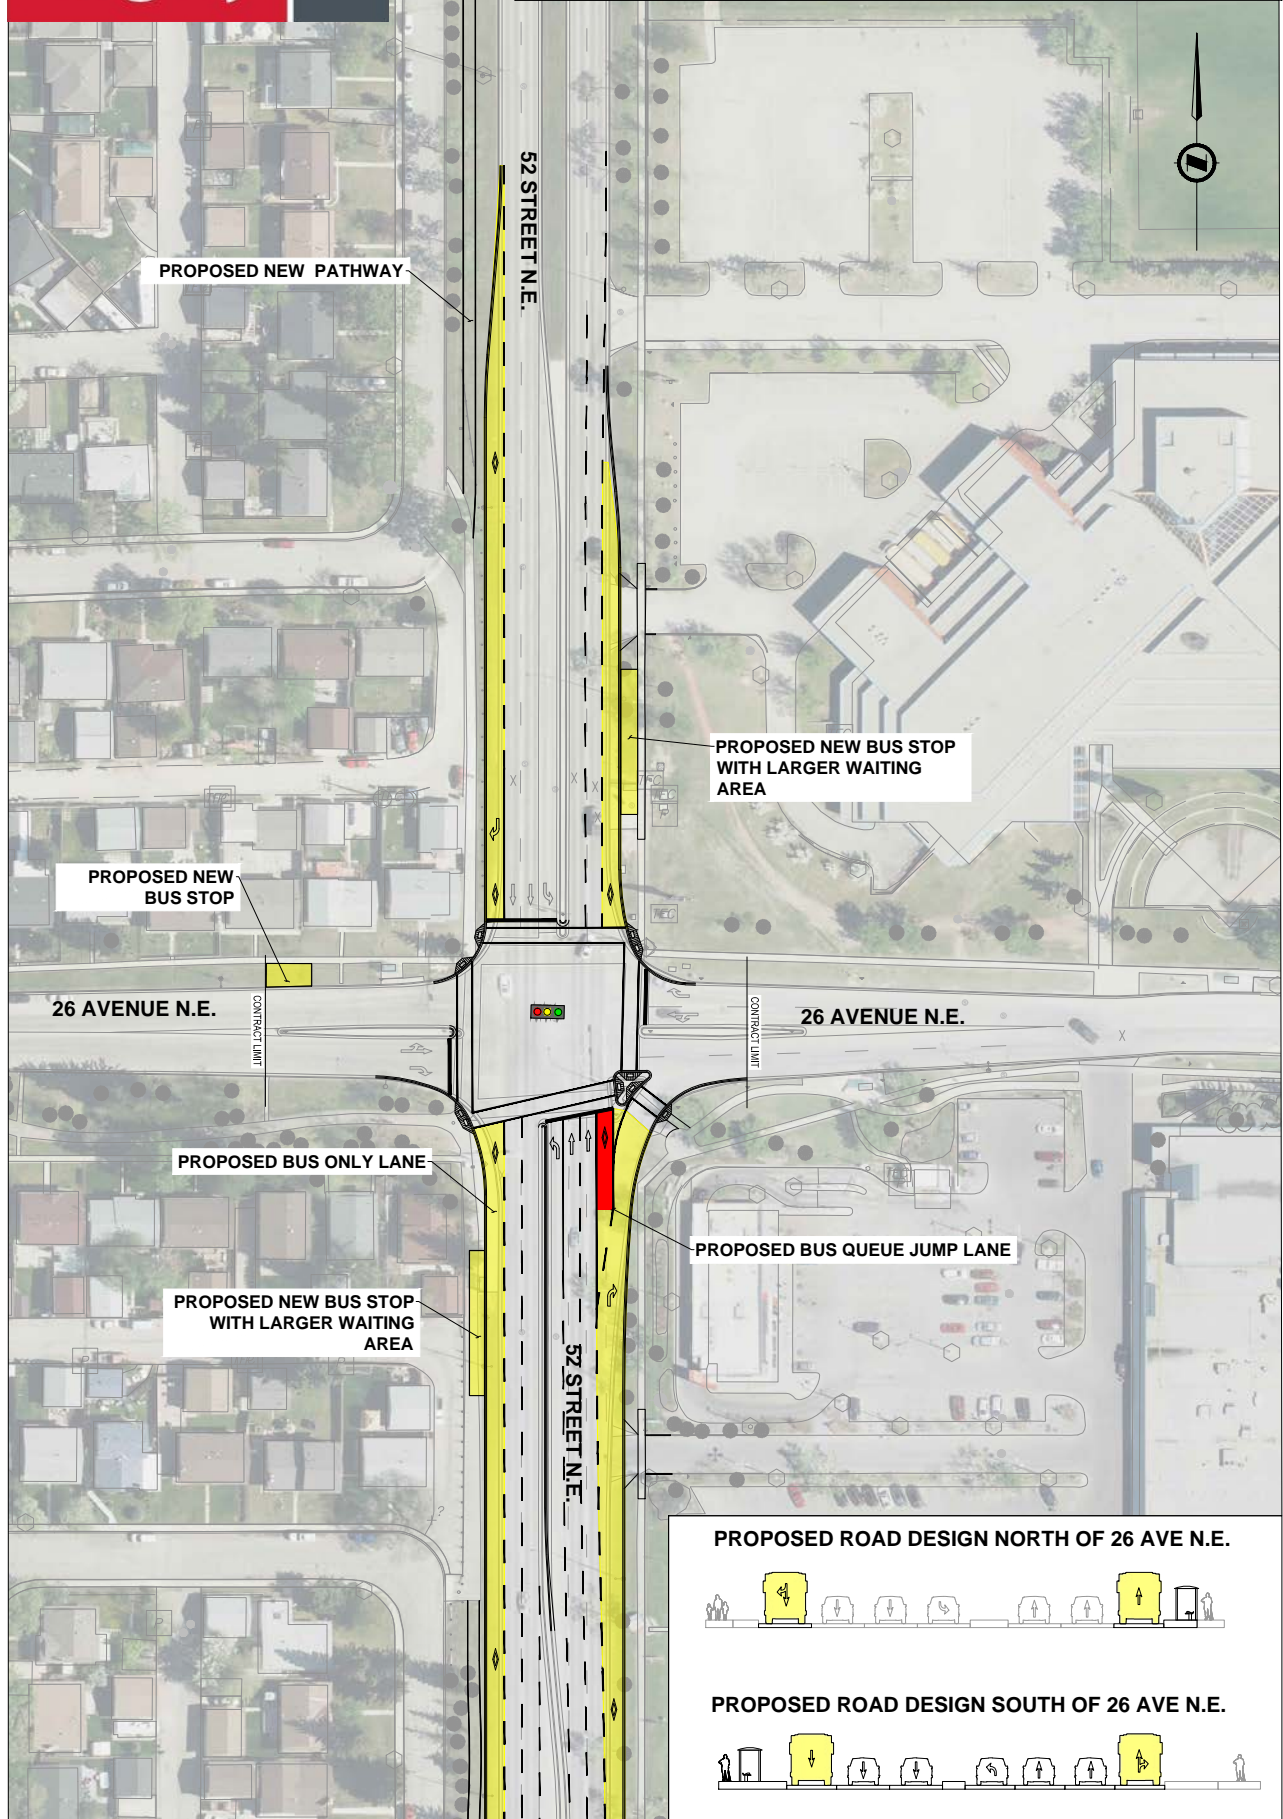 52 STREET N.E.
PROPOSED NEW PATHWAY
PROPOSED NEW BUS STOP
WITH LARGER WAITING
AREA
PROPOSED NEW
BUS STOP
26 AVENUE N.E.
CONTRACT LIMIT
CONTRACT LIMIT
26 AVENUE N.E.
PROPOSED BUS ONLY LANE
PROPOSED BUS QUEUE JUMP LANE
PROPOSED NEW BUS STOP
WITH LARGER WAITING
AREA
52 STREET N.E.
PROPOSED ROAD DESIGN NORTH OF 26 AVE N.E.
PROPOSED ROAD DESIGN SOUTH OF 26 AVE N.E.